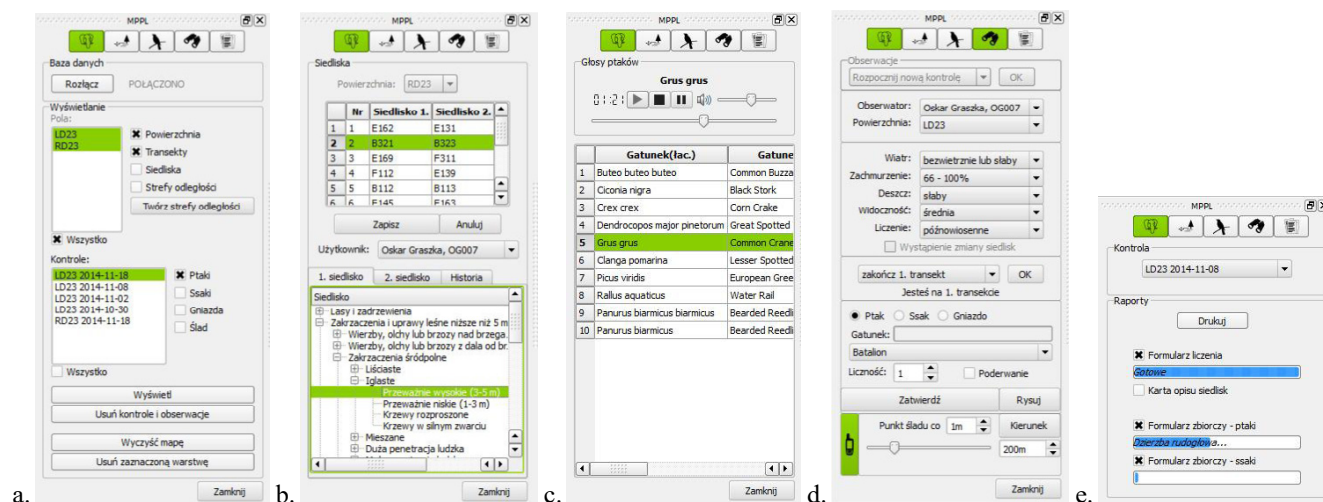 MPPL
Baza danych
Rozłącz POŁĄCZONO
Wyświetlanie
Pola:
LD23
RD23
Powierzchnia
Transekty
Siedliska
Strefy odległości
Twórz strefy odległości
Wszystko
Kontrole:
LD23 2014-11-18
LD23 2014-11-08
LD23 2014-11-02
LD23 2014-10-30
RD23 2014-11-18
Ptaki
Ssaki
Gniazda
Ślad
Wszystko
Wyświetl
Usuń kontrole i obserwacje
Wyczyść mapę
Usuń zaznaczoną warstwę
Zamknij
a.
MPPL
Siedliska
Powierzchnia: RD23
Nr Siedlisko 1. Siedlisko 2.
1 1 E162 E131
2 2 B321 B323
3 3 E169 F311
4 4 F112 E139
5 5 B112 B113
6 6 E145 E163
Zapisz Anuluj
Użytkownik: Oskar Graszka, OG007
1. siedlisko 2. siedlisko Historia
Siedlisko
Lasy i zadrzewienia
Zakrzaczenia i uprawy leśne niższe niż 5 m
Wierzby, olchy lub brzozy nad brzega.
Wierzby, olchy lub brzozy z dala od br.
Zakrzaczenia śródpolne
Liściaste
Iglaste
Przeważnie wysokie (3-5 m)
Przeważnie niskie (1-3 m)
Krzewy rozproszone
Krzewy w silnym zwarciu
Mieszane
Duża penetracja ludzka
Zamknij
b.
MPPL
Głosy ptaków
Grus grus
01:21
Gatunek(łac.) Gatune
1 Buteo buteo buteo Common Buzza
2 Ciconia nigra Black Stork
3 Crex crex Corn Crake
4 Dendrocopos major pinetorum Great Spotted
5 Grus grus Common Crane
6 Clanga pomarina Lesser Spotted
7 Picus viridis European Gree
8 Rallus aquaticus Water Rail
9 Panurus biarmicus biarmicus Bearded Reedli
10 Panurus biarmicus Bearded Reedli
Zamknij
c.
MPPL
Obserwacje
Rozpocznij nową kontrolę OK
Obserwator: Oskar Graszka, OG007
Powierzchnia: LD23
Wiatr: bezwietrznie lub słaby
Zachmurzenie: 66 - 100%
Deszcz: słaby
Widoczność: średnia
Liczenie: późnowiosenne
Wystąpienie zmiany siedlisk
zakończ 1. transekt OK
Jesteś na 1. transekcie
Ptak Ssak Gniazdo
Gatunek:
Batalion
Liczność: 1 Poderwanie
Zatwierdź Rysuj
Punkt śladu co 1m Kierunek
200m
Zamknij
d.
MPPL
Kontrola
LD23 2014-11-08
Raporty
Drukuj
Formularz liczenia
Gotowe
Karta opisu siedlisk
Formularz zbiorczy - ptaki
Dzierzba rudogłowa...
Formularz zbiorczy - ssaki
Zamknij
e.